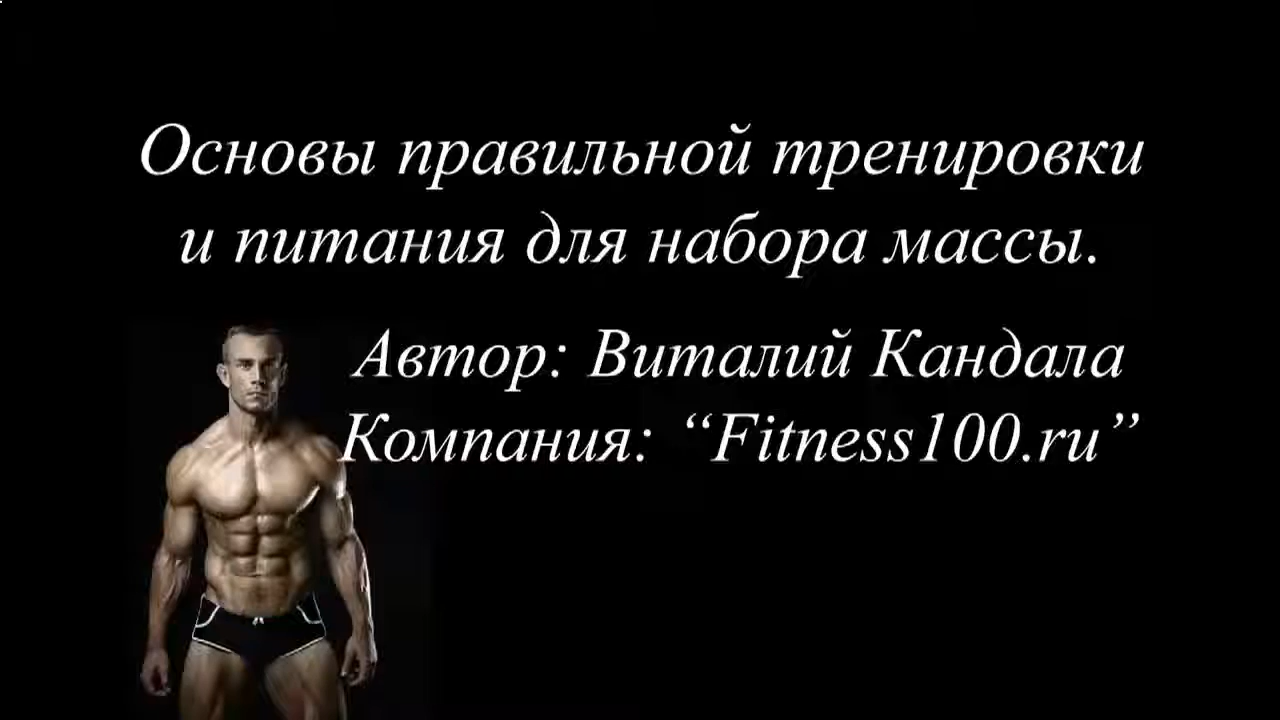 Основы правильной тренировки
и питания для набора массы.
Автор: Виталий Кандала
Компания: “Fitness100.ru”